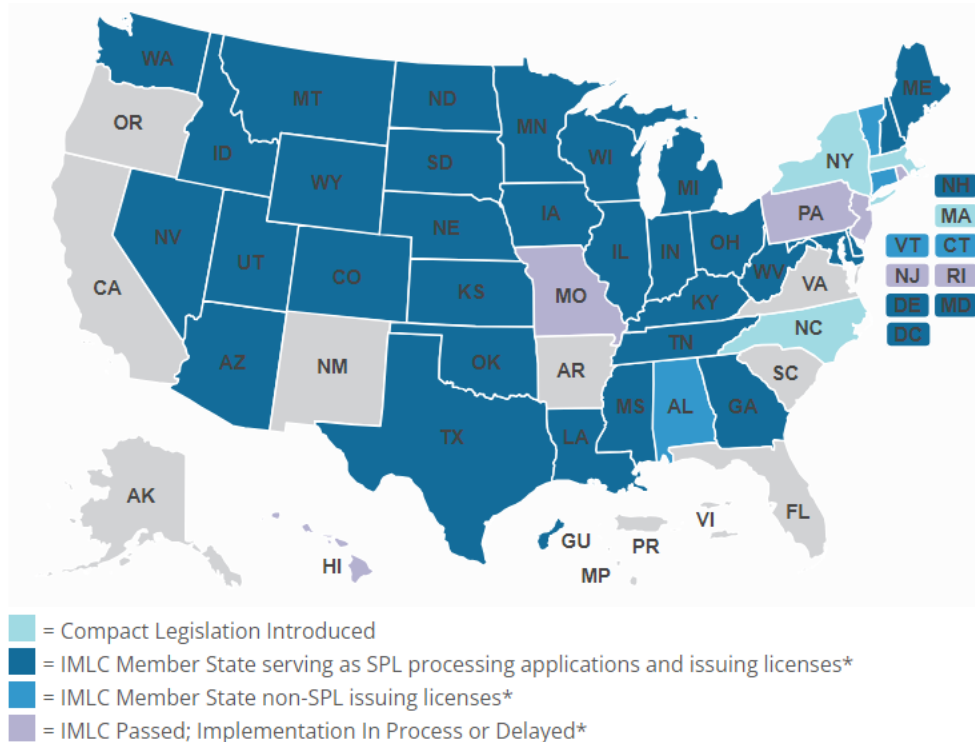 WA
MT
ND
MN
ME
OR
ID
SD
WI
NY
WY
MI
NH
IA
PA
MA
NE
NV
OH
VT CT
UT
IL
IN
CO
WV
NJ RI
CA
KS
MO
VA
KY
DE MD
NC
DC
TN
AZ
OK
NM
AR
SC
MS
AL
GA
TX
LA
AK
FL
VI
GU
PR
HI
MP
= Compact Legislation Introduced
= IMLC Member State serving as SPL processing applications and issuing licenses*
= IMLC Member State non-SPL issuing licenses*
= IMLC Passed; Implementation In Process or Delayed*